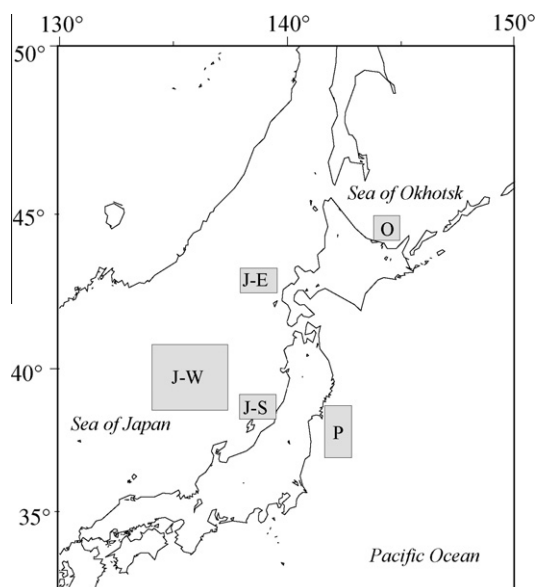 130° 140° 150°
50°
Sea of Okhotsk
45°
O
J-E
40°
J-W
J-S
Sea of Japan
P
35°
Pacific Ocean